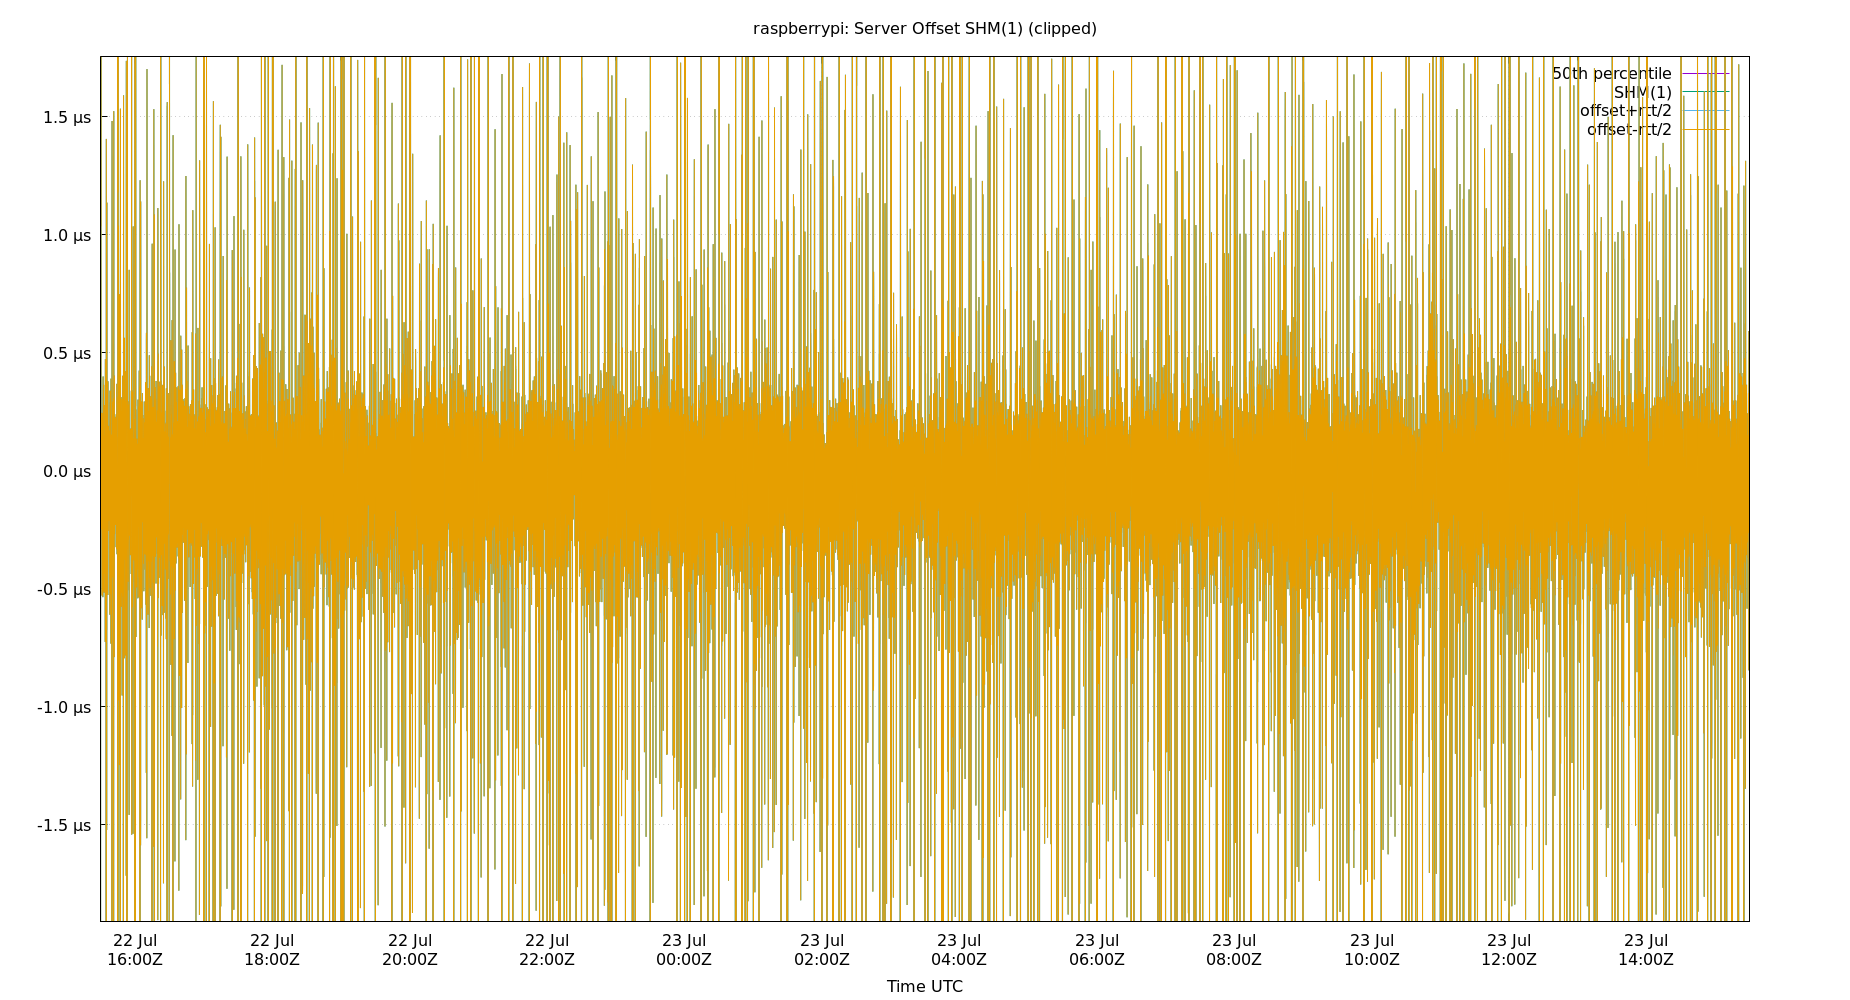 raspberrypi: Server Offset SHM(1) (clipped)
50th percentile
SHM(1)
offset+rtt/2
offset-rtt/2
1.5 µs
1.0 µs
0.5 µs
0.0 µs
-0.5 µs
-1.0 µs
-1.5 µs
22 Jul 22 Jul 22 Jul 22 Jul 23 Jul 23 Jul 23 Jul 23 Jul 23 Jul 23 Jul 23 Jul 23 Jul
16:00Z 18:00Z 20:00Z 22:00Z 00:00Z 02:00Z 04:00Z 06:00Z 08:00Z 10:00Z 12:00Z 14:00Z
Time UTC